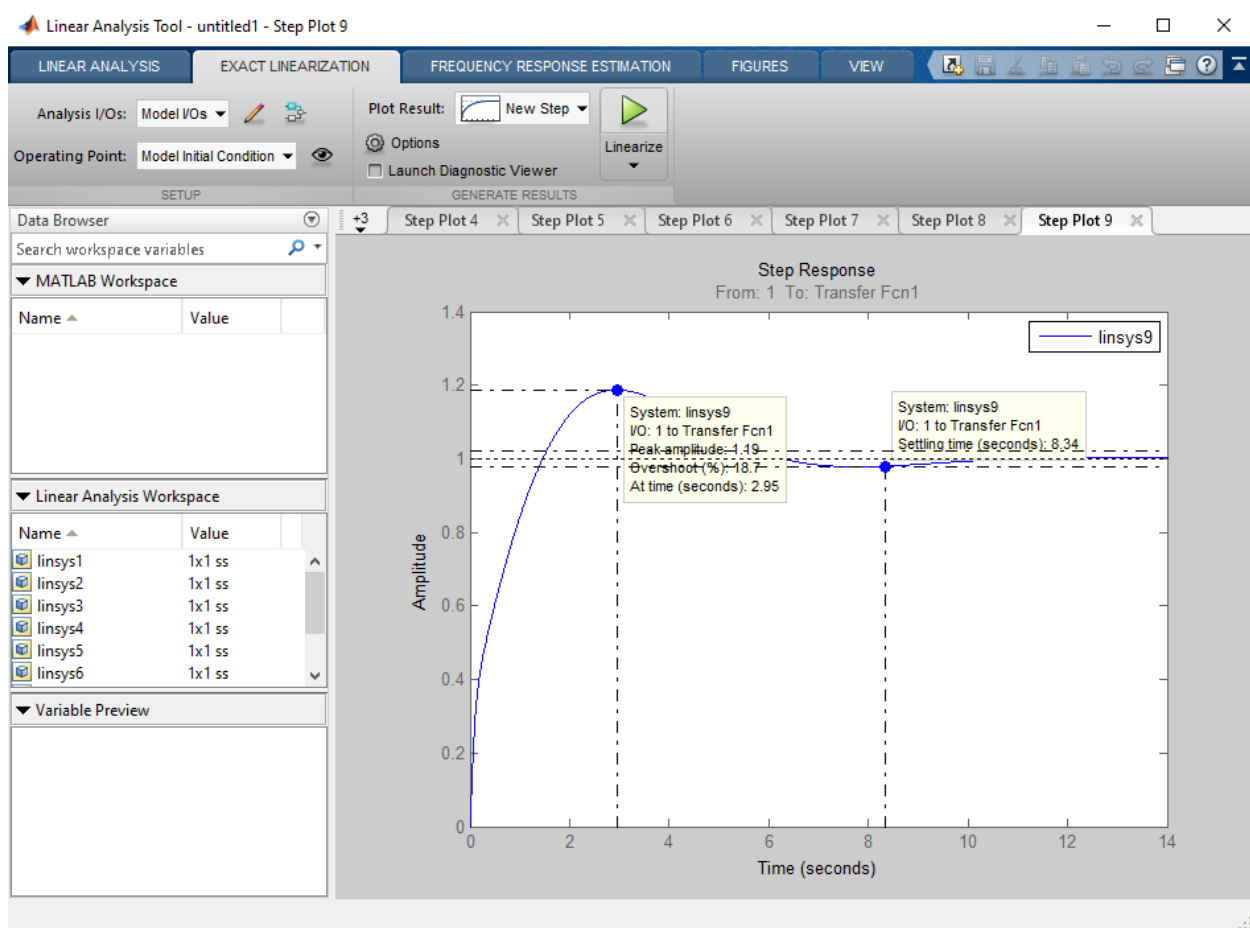 Linear Analysis Tool - untitled1 - Step Plot 9
LINEAR ANALYSIS EXACT LINEARIZATION FREQUENCY RESPONSE ESTIMATION FIGURES VIEW
Analysis I/Os: Model I/Os
Operating Point: Model Initial Condition
SETUP
Plot Result: New Step
Options
Launch Diagnostic Viewer
Linearize
GENERATE RESULTS
Data Browser
Search workspace variables
MATLAB Workspace
Name Value
Linear Analysis Workspace
Name Value
linsys1 1x1 ss
linsys2 1x1 ss
linsys3 1x1 ss
linsys4 1x1 ss
linsys5 1x1 ss
linsys6 1x1 ss
Variable Preview
+3 Step Plot 4 Step Plot 5 Step Plot 6 Step Plot 7 Step Plot 8 Step Plot 9
Step Response
From: 1 To: Transfer Fcn1
linsys9
1.4
1.2
1
0.8
0.6
0.4
0.2
0
Amplitude
System: linsys9
I/O: 1 to Transfer Fcn1
Peak amplitude: 1.19
Overshoot (%): 18.7
At time (seconds): 2.95
System: linsys9
I/O: 1 to Transfer Fcn1
Settling time (seconds): 8.34
0 2 4 6 8 10 12 14
Time (seconds)